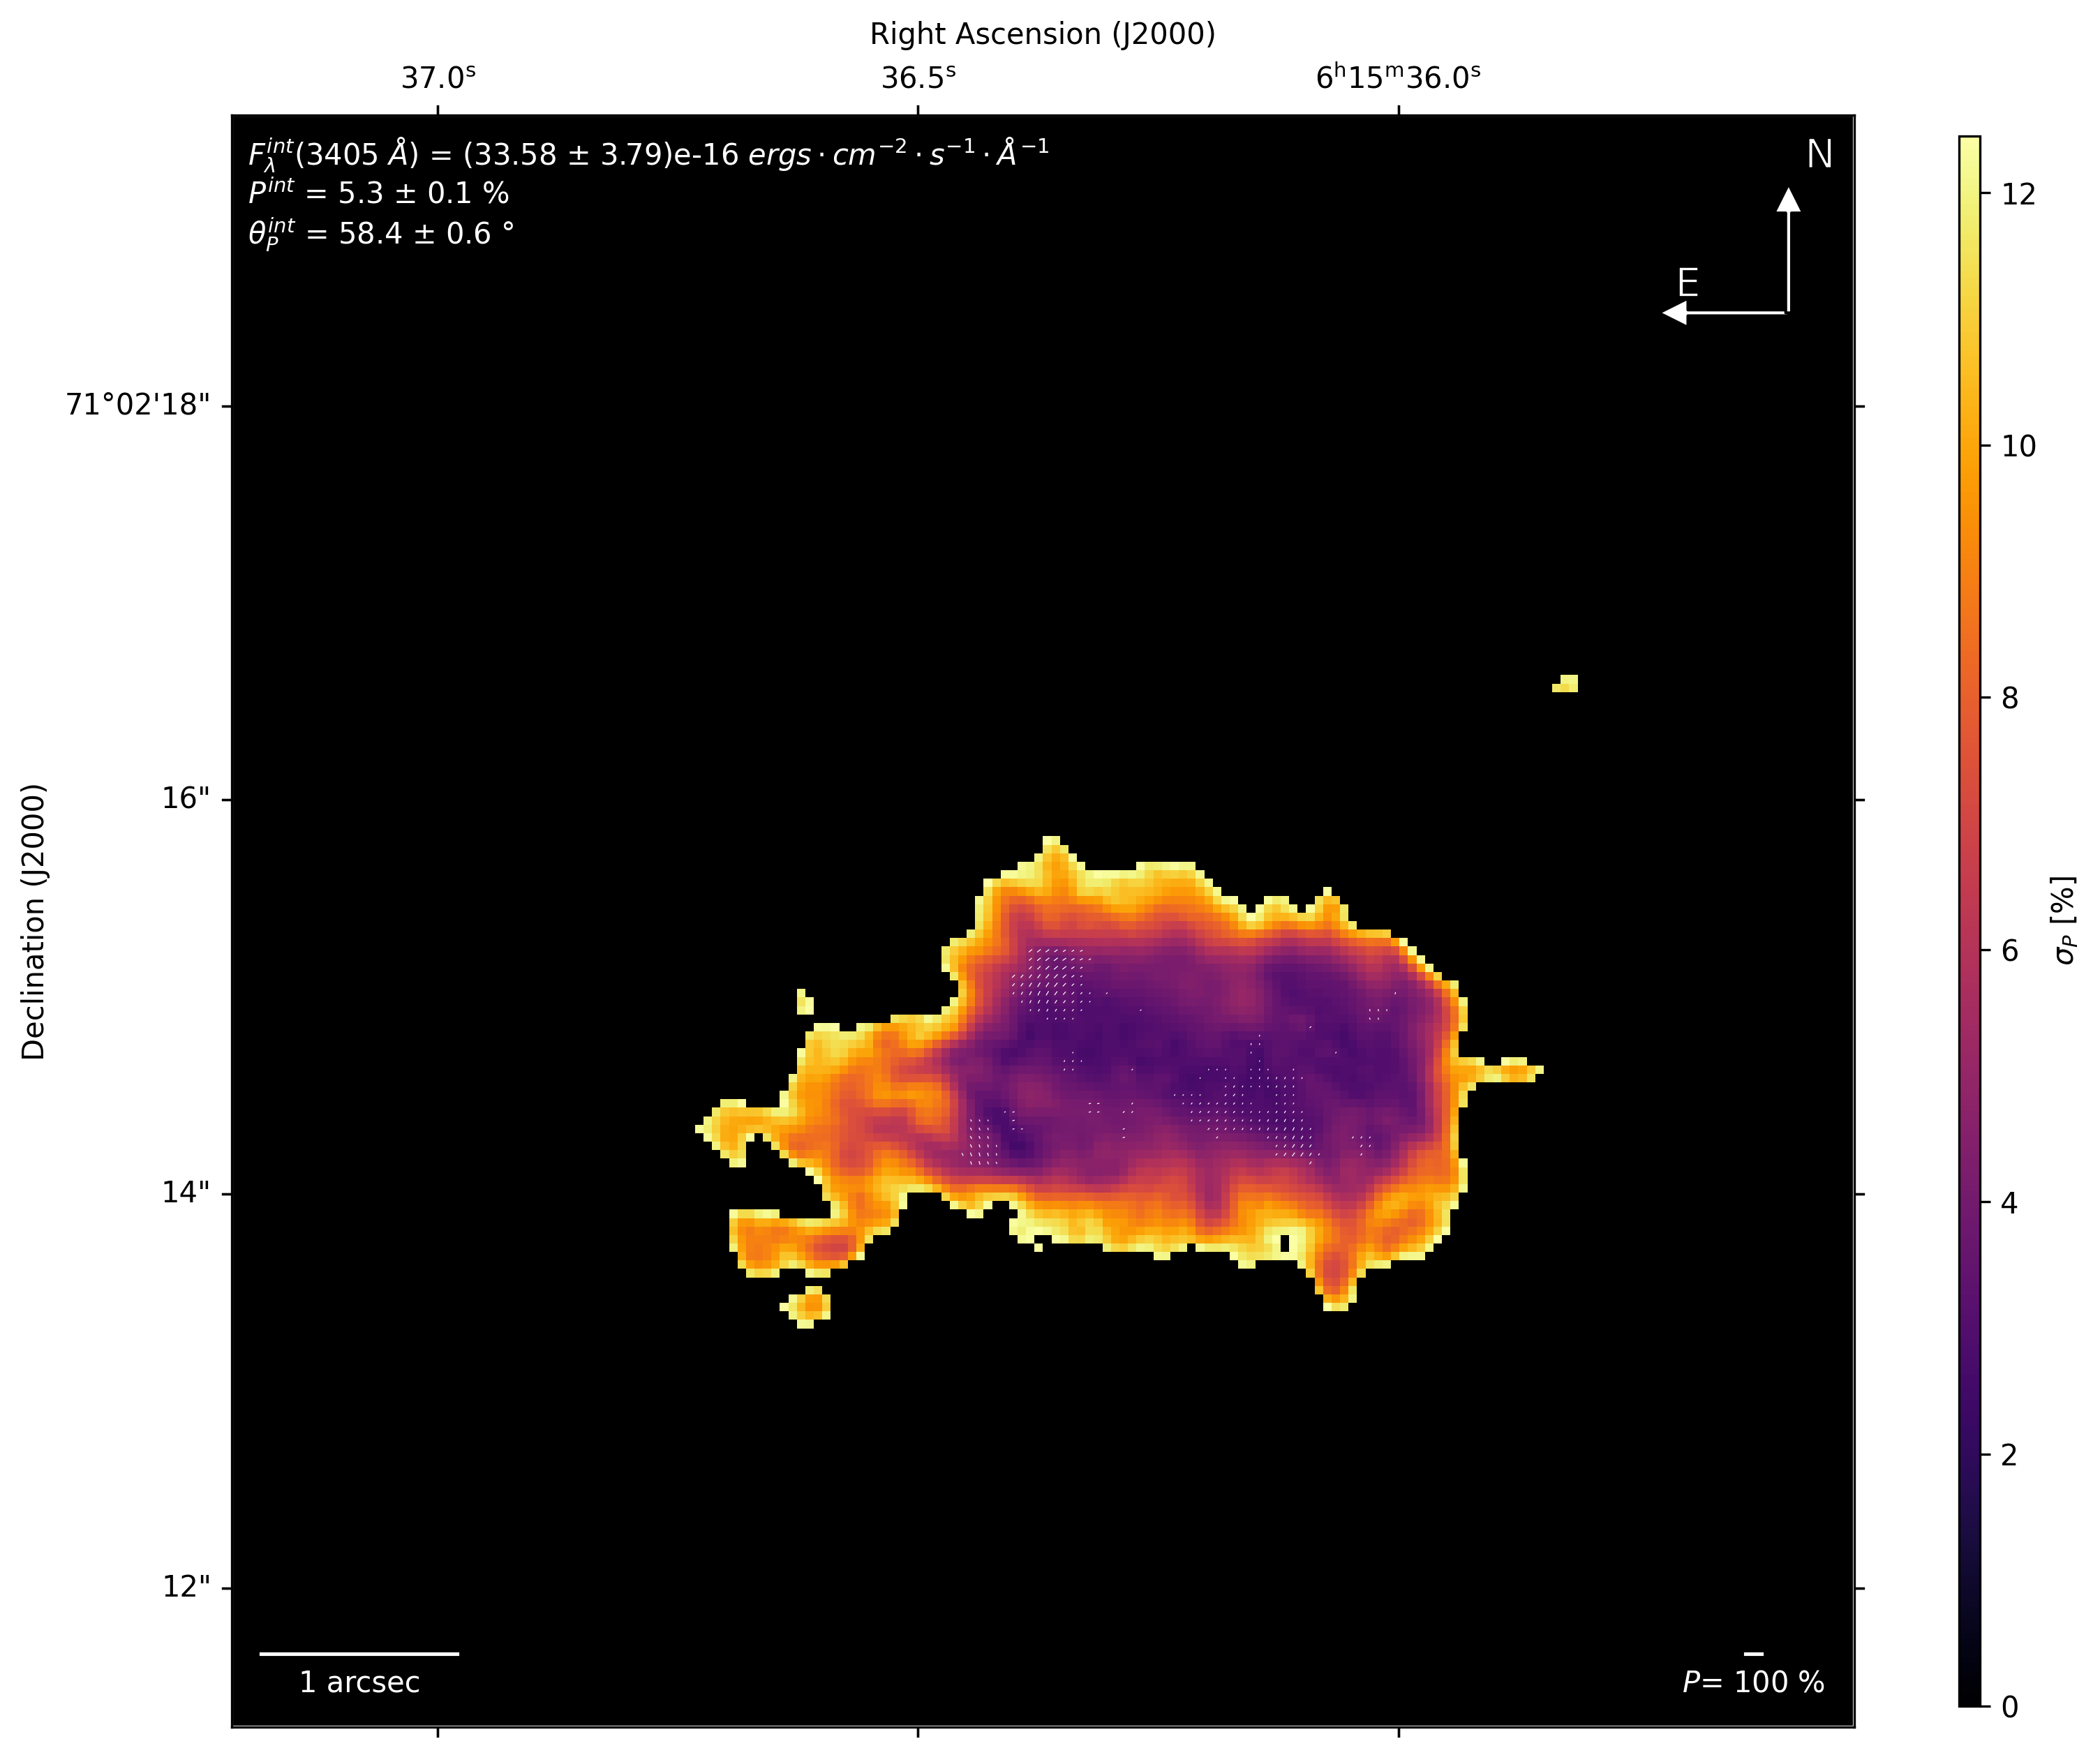 Right Ascension (J2000)
37.0ˢ 36.5ˢ 6ʰ15ᵐ36.0ˢ
F_λ^int(3405 Å) = (33.58 ± 3.79)e-16 ergs · cm⁻² · s⁻¹ · Å⁻¹
P^int = 5.3 ± 0.1 %
θ_P^int = 58.4 ± 0.6 °
N
E
71°02'18"
16"
14"
12"
Declination (J2000)
1 arcsec
P= 100 %
12
10
8
6
4
2
0
σ_P [%]